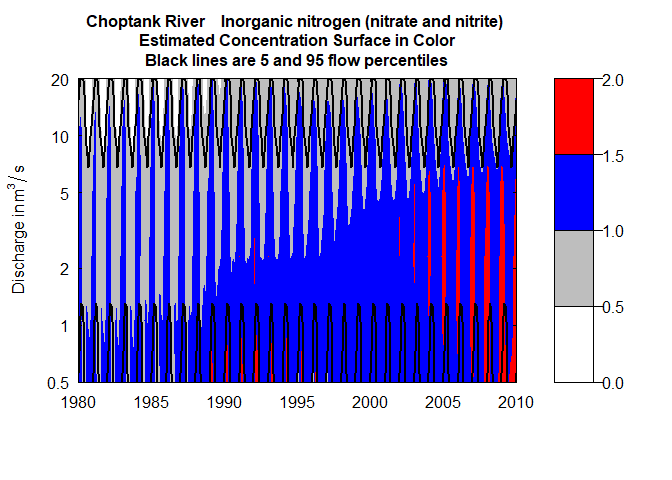 Choptank River Inorganic nitrogen (nitrate and nitrite)
Estimated Concentration Surface in Color
Black lines are 5 and 95 flow percentiles
Discharge in m³ / s
20
10
5
2
1
0.5
1980 1985 1990 1995 2000 2005 2010
2.0
1.5
1.0
0.5
0.0